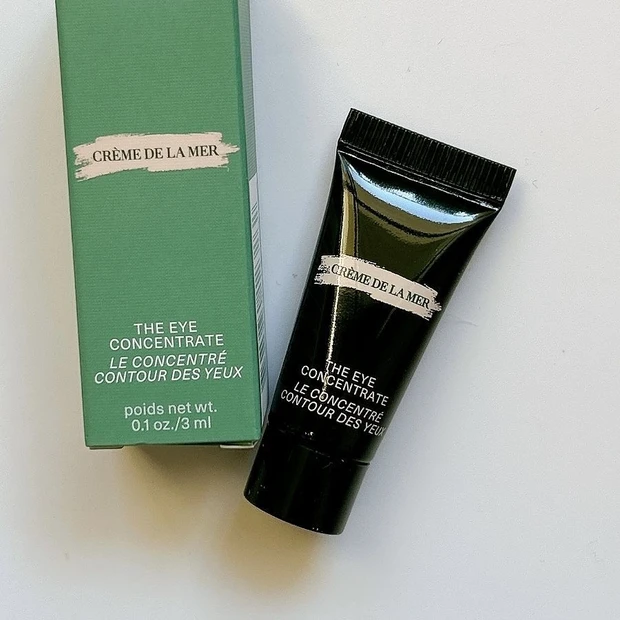 CRÈME DE LA MER
THE EYE
CONCENTRATE
LE CONCENTRÉ
CONTOUR DES YEUX
poids net wt.
0.1 oz./3 ml
CRÈME DE LA MER
THE EYE
CONCENTRATE
LE CONCENTRÉ
CONTOUR DES YEUX